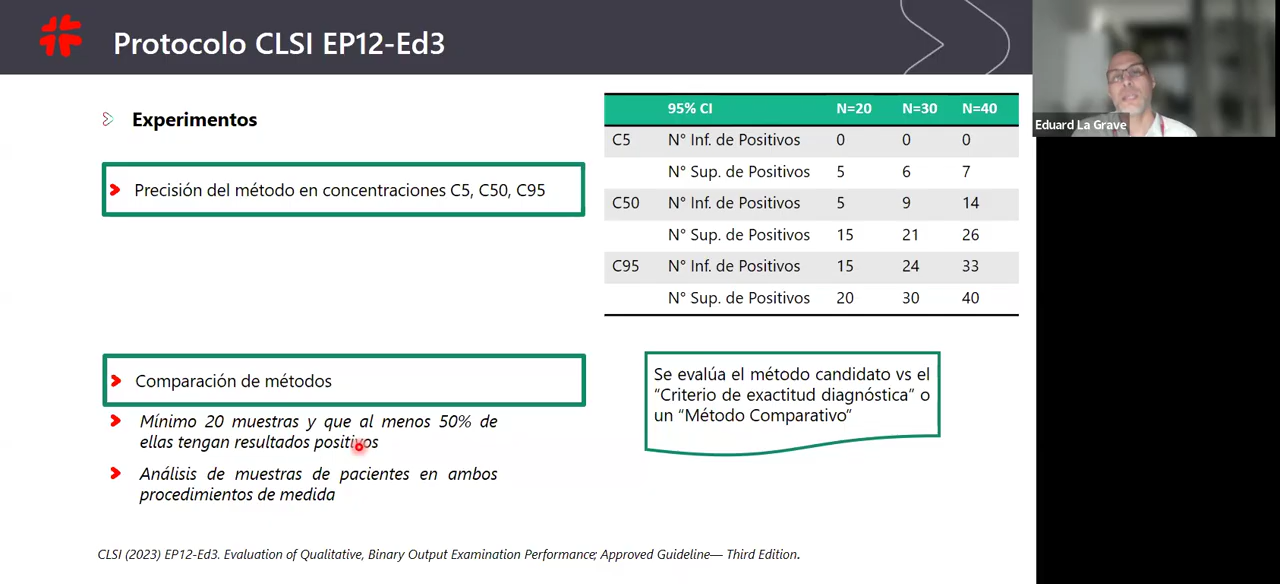 Protocolo CLSI EP12-Ed3
Eduard La Grave
Experimentos
Precisión del método en concentraciones C5, C50, C95
95% CI N=20 N=30 N=40
C5 N° Inf. de Positivos 0 0 0
N° Sup. de Positivos 5 6 7
C50 N° Inf. de Positivos 5 9 14
N° Sup. de Positivos 15 21 26
C95 N° Inf. de Positivos 15 24 33
N° Sup. de Positivos 20 30 40
Comparación de métodos
Mínimo 20 muestras y que al menos 50% de
ellas tengan resultados positivos
Análisis de muestras de pacientes en ambos
procedimientos de medida
Se evalúa el método candidato vs el
“Criterio de exactitud diagnóstica” o
un “Método Comparativo”
CLSI (2023) EP12-Ed3. Evaluation of Qualitative, Binary Output Examination Performance; Approved Guideline— Third Edition.